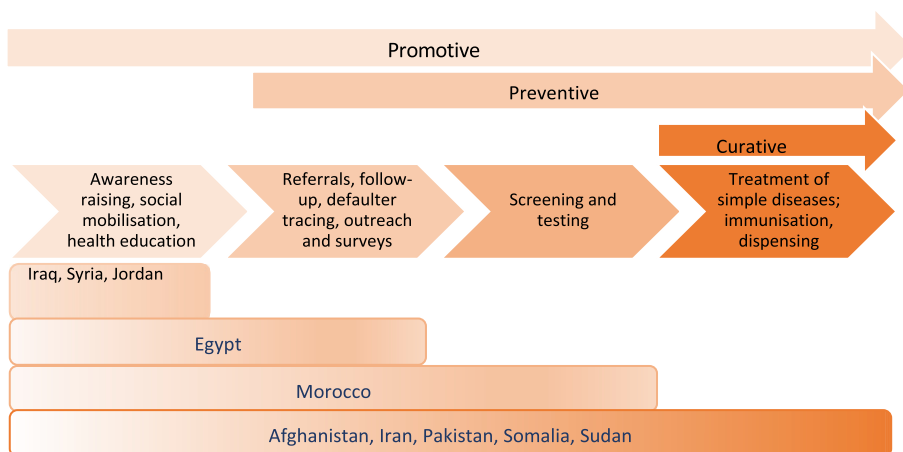 Promotive
Preventive
Curative
Awareness
raising, social
mobilisation,
health education
Referrals, follow-
up, defaulter
tracing, outreach
and surveys
Screening and
testing
Treatment of
simple diseases;
immunisation,
dispensing
Iraq, Syria, Jordan
Egypt
Morocco
Afghanistan, Iran, Pakistan, Somalia, Sudan